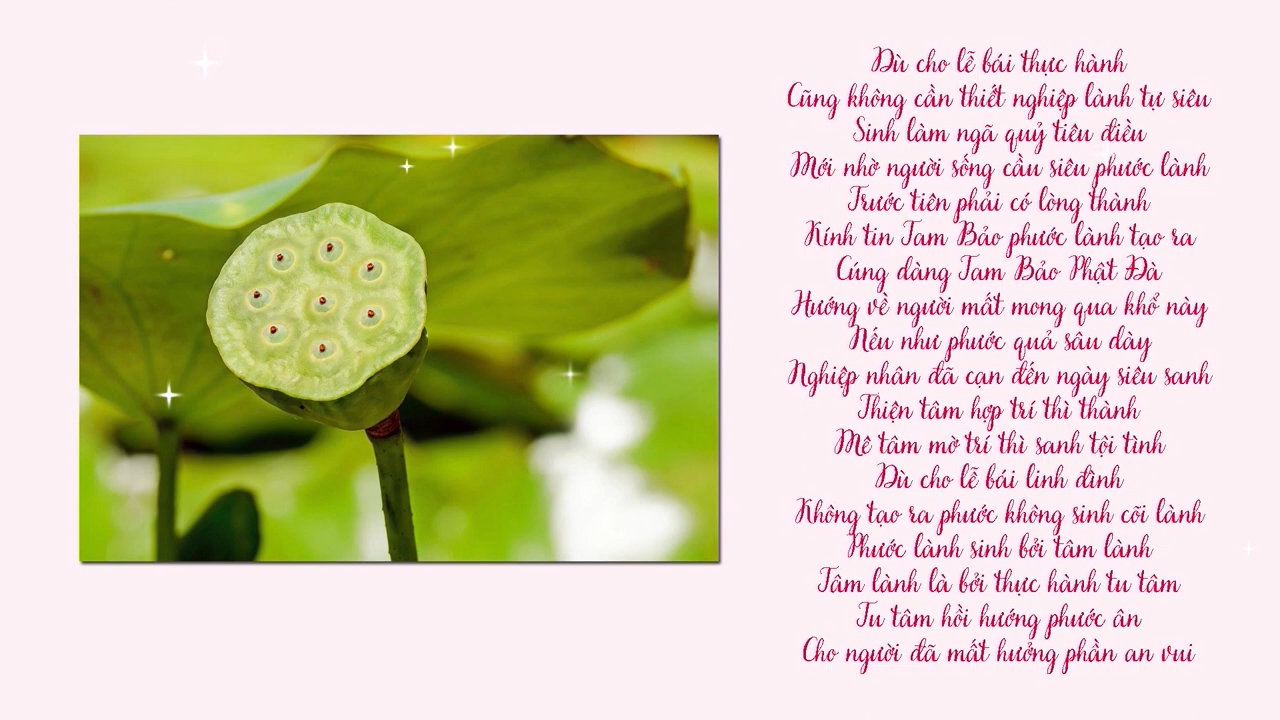 Dù cho lễ bái thực hành
Cũng không cần thiết nghiệp lành tự siêu
Sinh làm ngã quỷ tiêu điều
Mới nhờ người sống cầu siêu phước lành
Trước tiên phải có lòng thành
Kính tin Tam Bảo phước lành tạo ra
Cúng dàng Tam Bảo Phật Đà
Hướng về người mất mong qua khổ này
Nếu như phước quả sâu dày
Nghiệp nhân đã cạn đến ngày siêu sanh
Thiện tâm hợp trí thì thành
Mê tâm mờ trí thì sanh tội tình
Dù cho lễ bái linh đình
Không tạo ra phước không sinh cõi lành
Phước lành sinh bởi tâm lành
Tâm lành là bởi thực hành tu tâm
Tu tâm hồi hướng phước ân
Cho người đã mất hưởng phần an vui